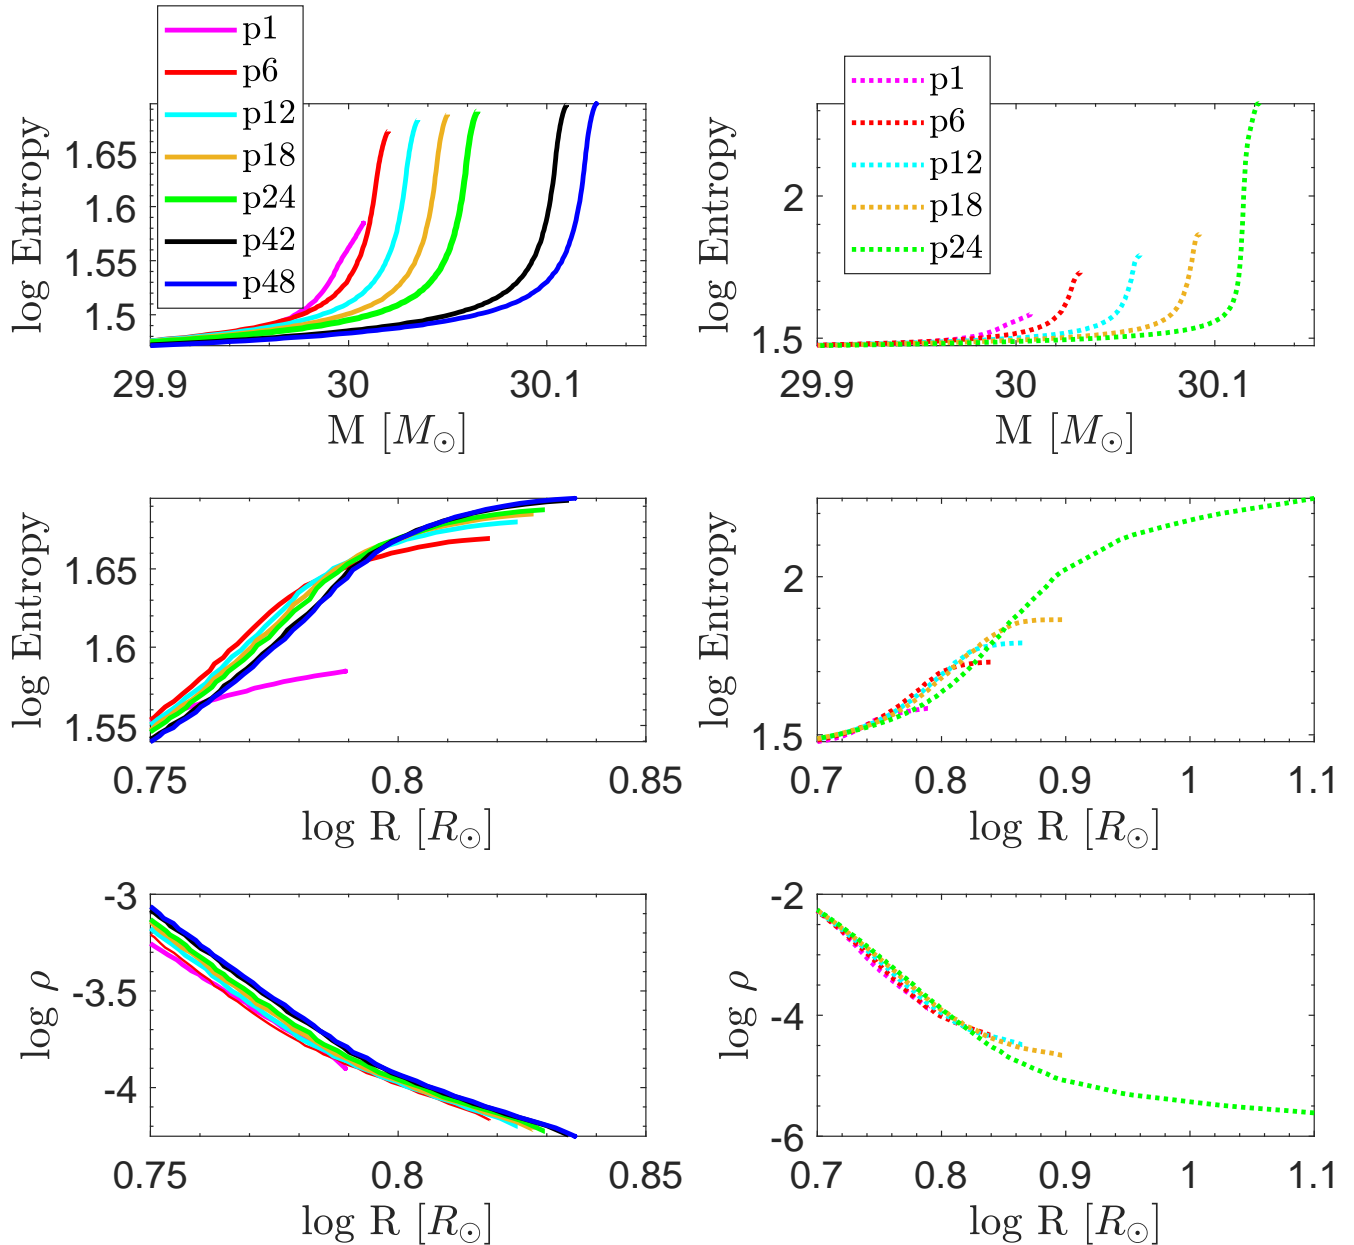 p1
p6
p12
p18
p24
p42
p48
log Entropy
1.65
1.6
1.55
1.5
29.9
30
30.1
M [M⊙]
p1
p6
p12
p18
p24
log Entropy
2
1.5
29.9
30
30.1
M [M⊙]
log Entropy
1.65
1.6
1.55
0.75
0.8
0.85
log R [R⊙]
log Entropy
2
1.5
0.7
0.8
0.9
1
1.1
log R [R⊙]
log ρ
-3
-3.5
-4
0.75
0.8
0.85
log R [R⊙]
log ρ
-2
-4
-6
0.7
0.8
0.9
1
1.1
log R [R⊙]